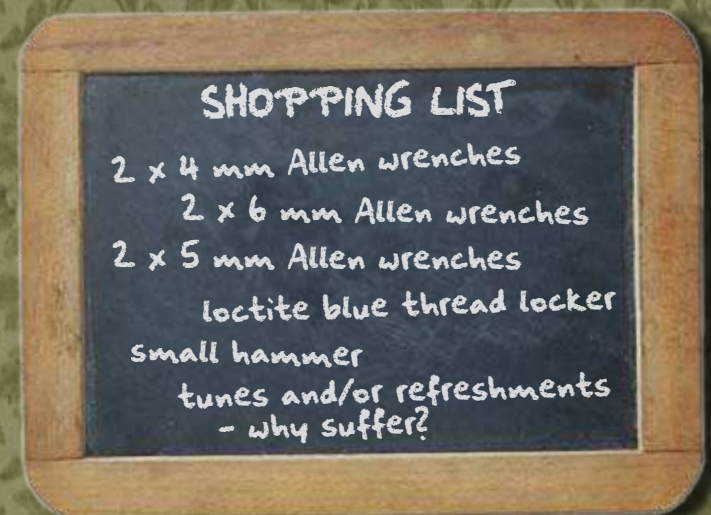 SHOPPING LIST
2 x 4 mm Allen wrenches
2 x 6 mm Allen wrenches
2 x 5 mm Allen wrenches
loctite blue thread locker
small hammer
tunes and/or refreshments
- why suffer?